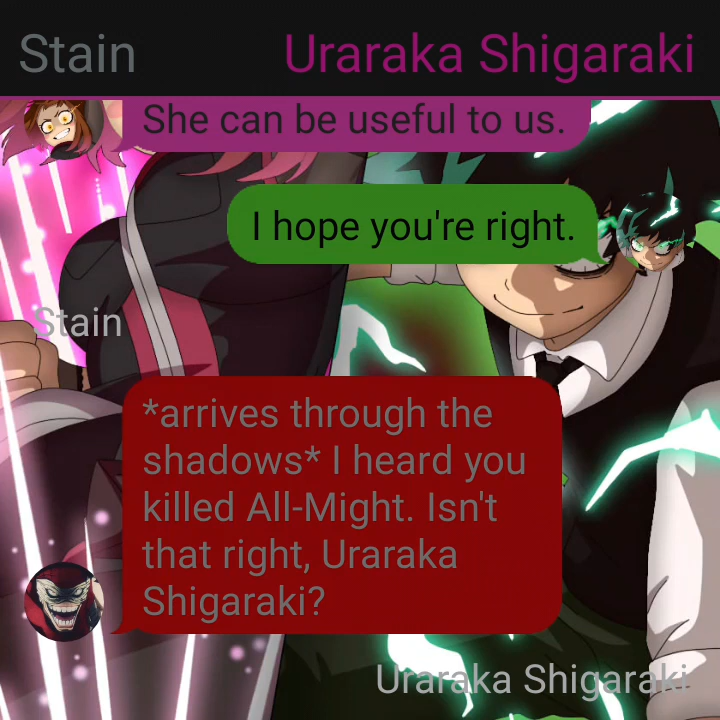 Stain Uraraka Shigaraki
She can be useful to us.
I hope you're right.
Stain
*arrives through the
shadows* I heard you
killed All-Might. Isn't
that right, Uraraka
Shigaraki?
Uraraka Shigaraki